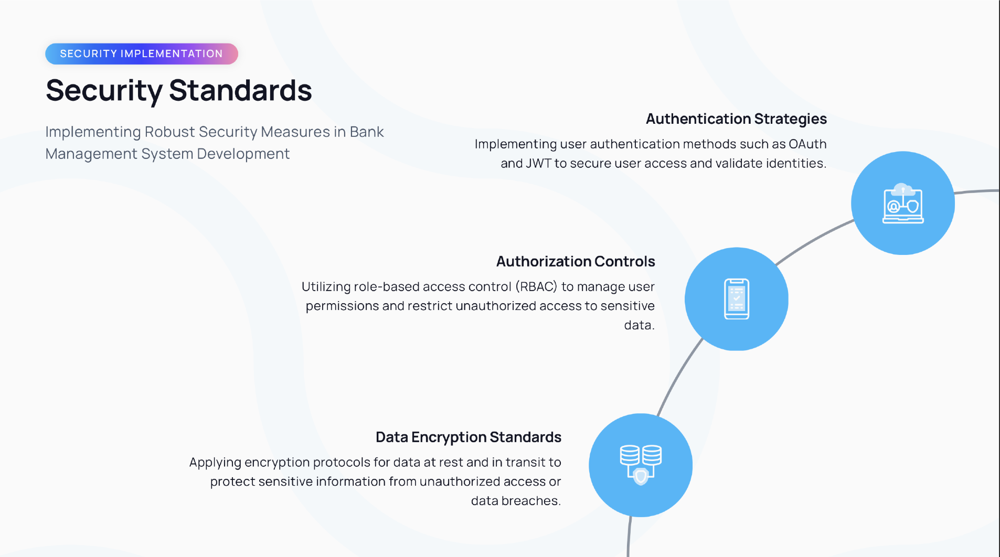 SECURITY IMPLEMENTATION
Security Standards
Implementing Robust Security Measures in Bank
Management System Development
Authentication Strategies
Implementing user authentication methods such as OAuth
and JWT to secure user access and validate identities.
Authorization Controls
Utilizing role-based access control (RBAC) to manage user
permissions and restrict unauthorized access to sensitive
data.
Data Encryption Standards
Applying encryption protocols for data at rest and in transit to
protect sensitive information from unauthorized access or
data breaches.